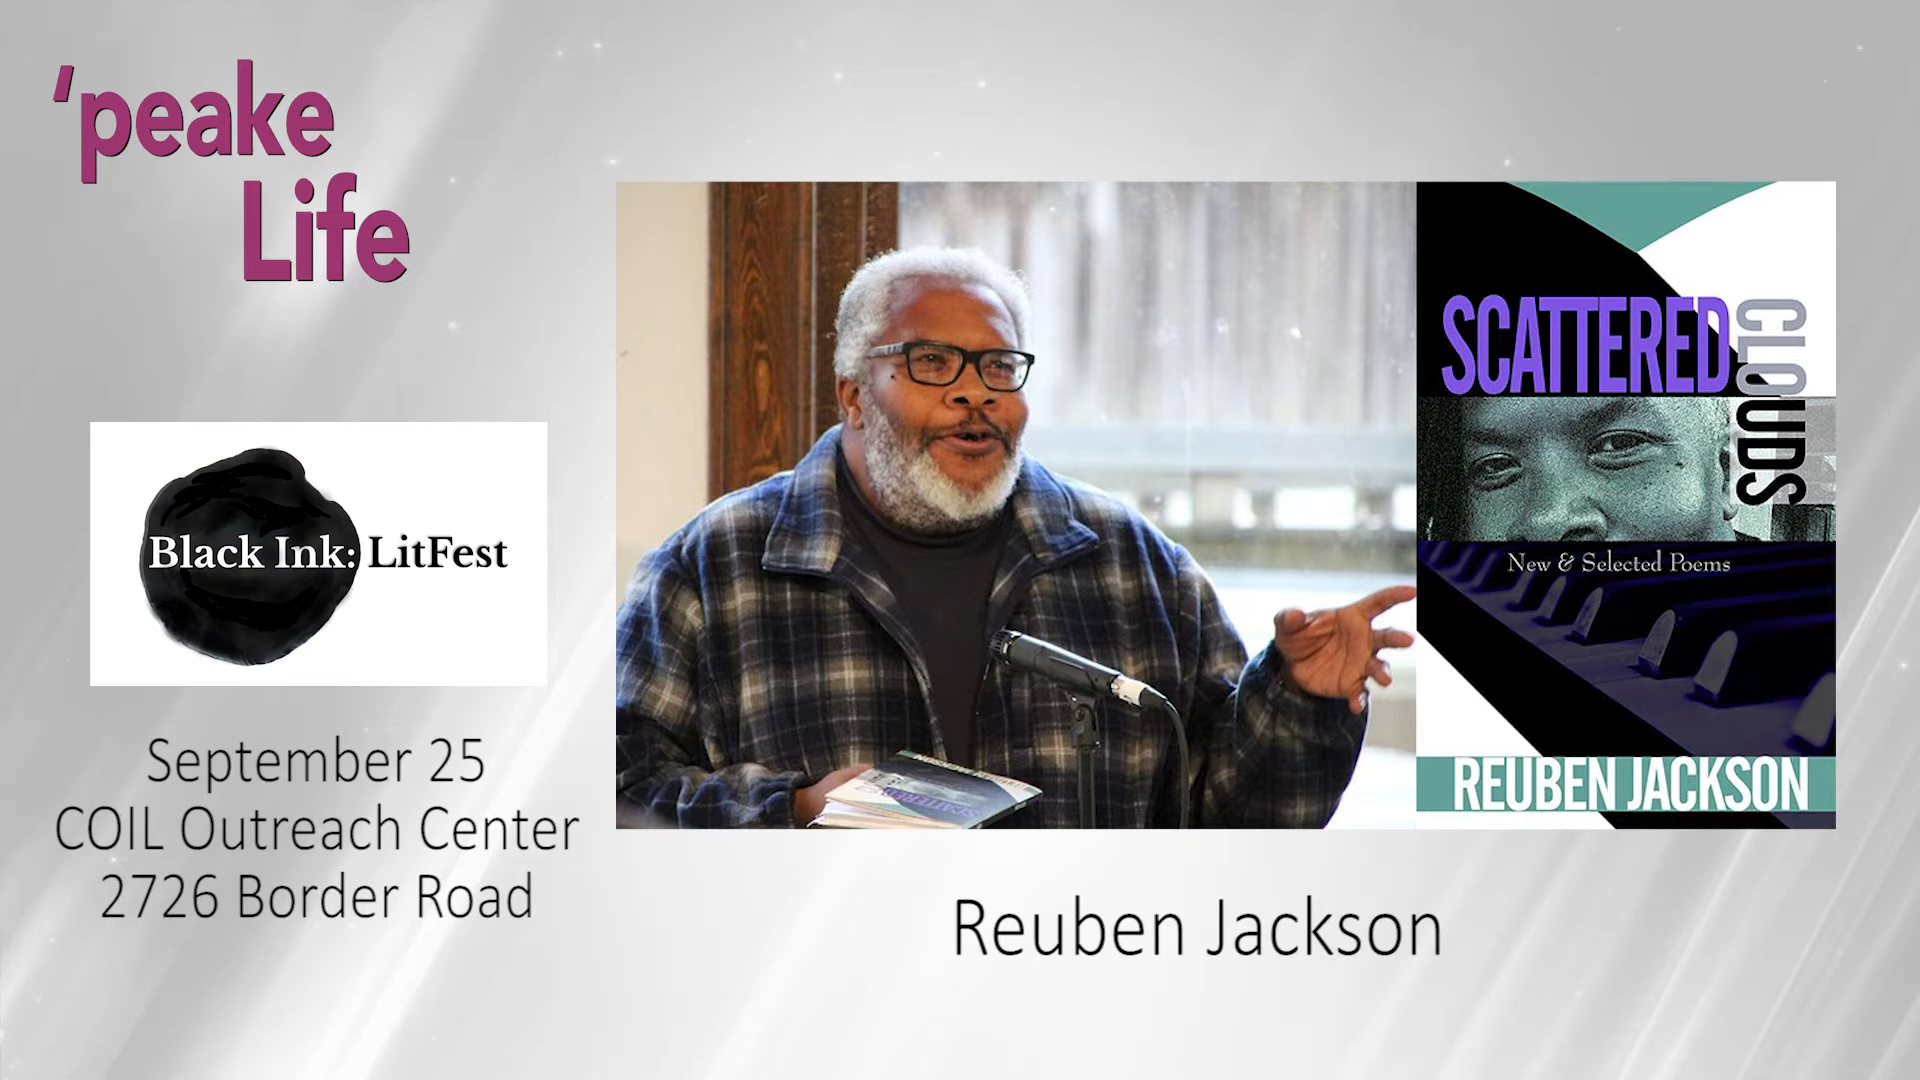 ‘peake
Life
Black Ink: LitFest
September 25
COIL Outreach Center
2726 Border Road
SCATTERED
CLOUDS
New & Selected Poems
REUBEN JACKSON
Reuben Jackson